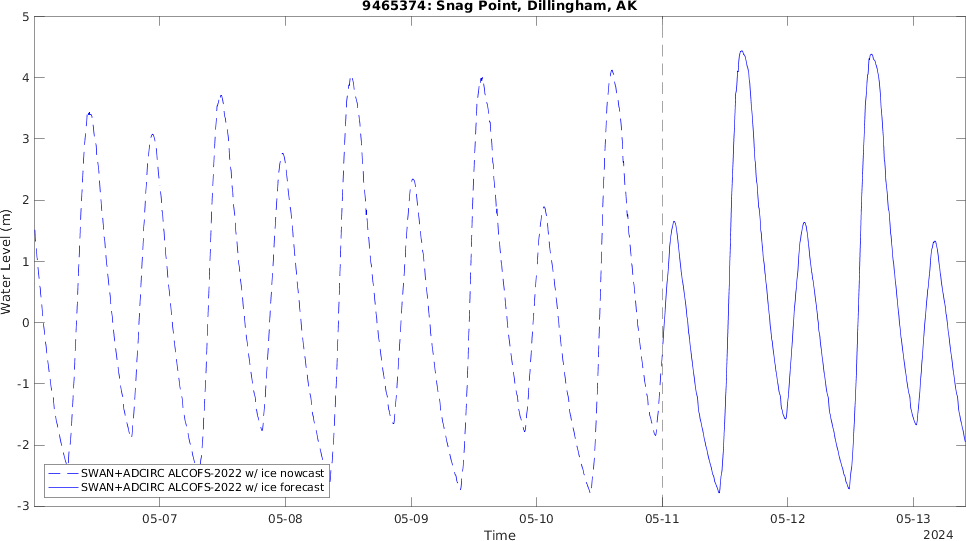 9465374: Snag Point, Dillingham, AK
5
4
3
2
1
0
-1
-2
-3
Water Level (m)
SWAN+ADCIRC ALCOFS-2022 w/ ice nowcast
SWAN+ADCIRC ALCOFS-2022 w/ ice forecast
05-07 05-08 05-09 05-10 05-11 05-12 05-13
Time
2024